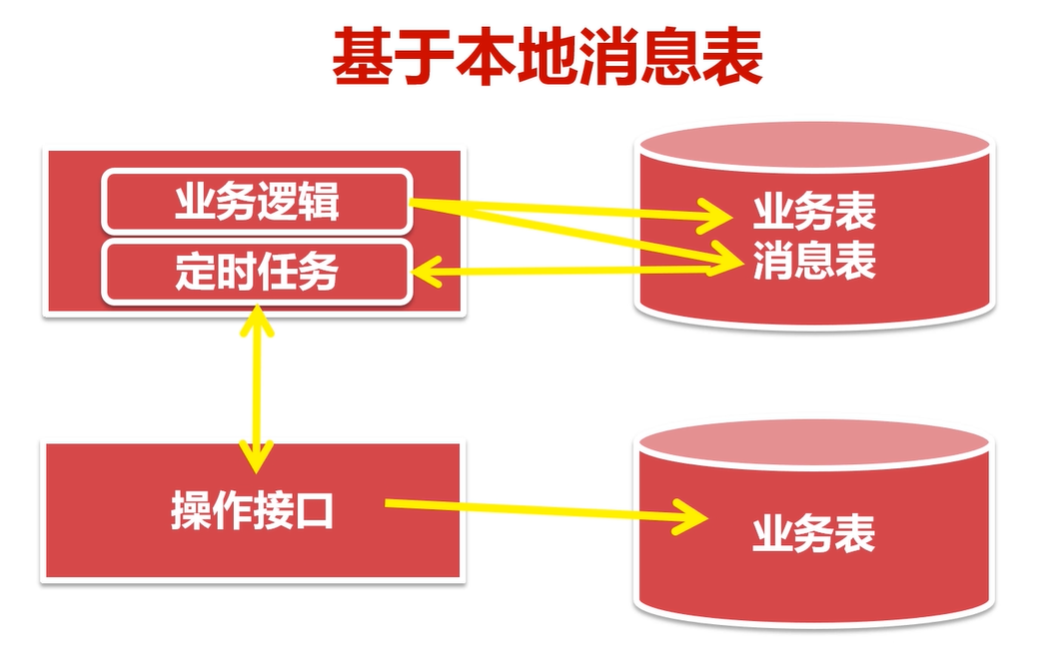 基于本地消息表
业务逻辑
定时任务
业务表
消息表
操作接口
业务表